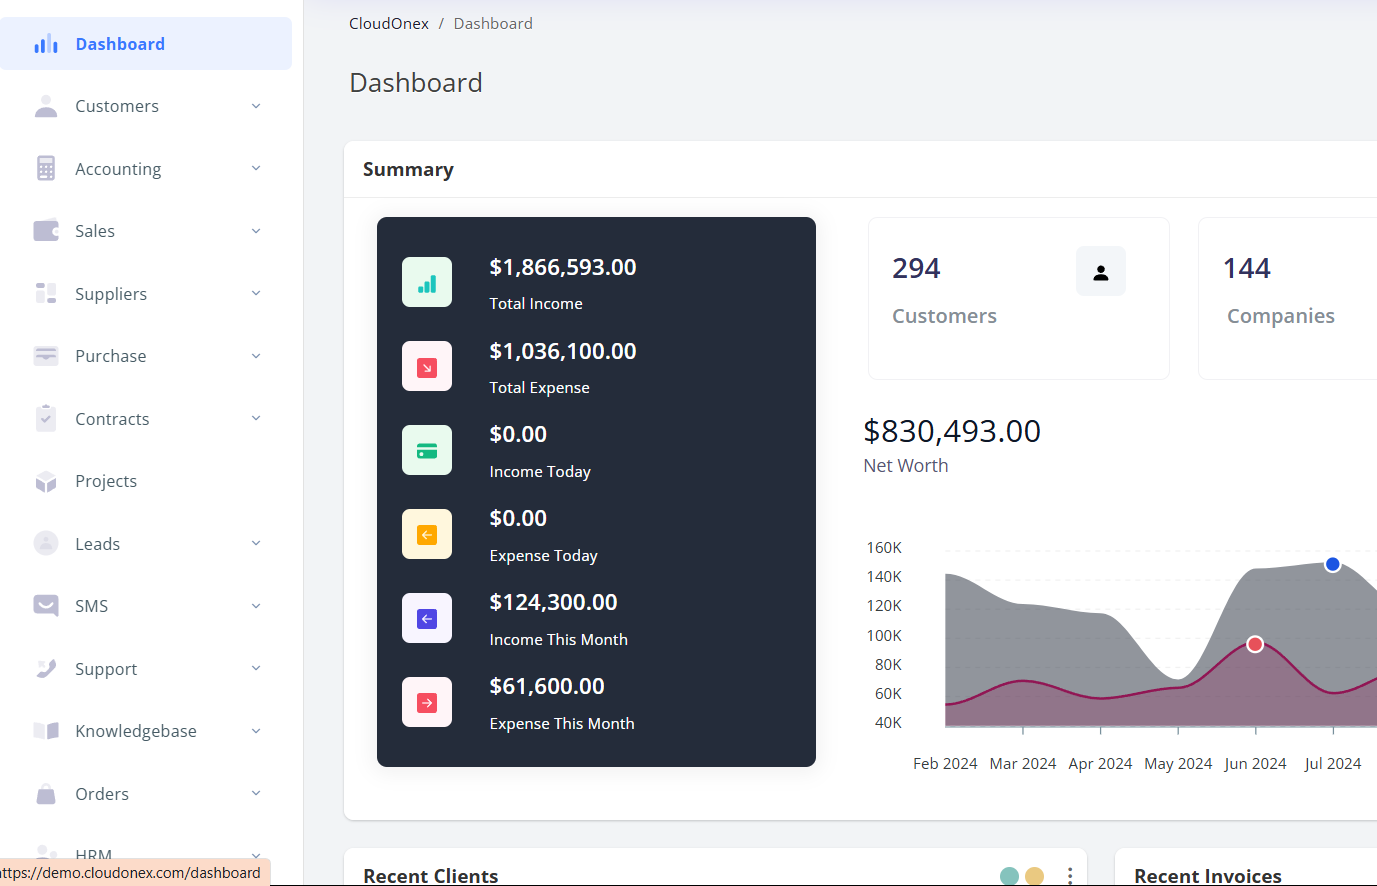 CloudOnex / Dashboard
Dashboard
Dashboard
Customers
Accounting
Sales
Suppliers
Purchase
Contracts
Projects
Leads
SMS
Support
Knowledgebase
Orders
HRM
ttps://demo.cloudonex.com/dashboard
Summary
$1,866,593.00
Total Income
$1,036,100.00
Total Expense
$0.00
Income Today
$0.00
Expense Today
$124,300.00
Income This Month
$61,600.00
Expense This Month
294
Customers
144
Companies
$830,493.00
Net Worth
160K
140K
120K
100K
80K
60K
40K
Feb 2024 Mar 2024 Apr 2024 May 2024 Jun 2024 Jul 2024
Recent Clients
Recent Invoices